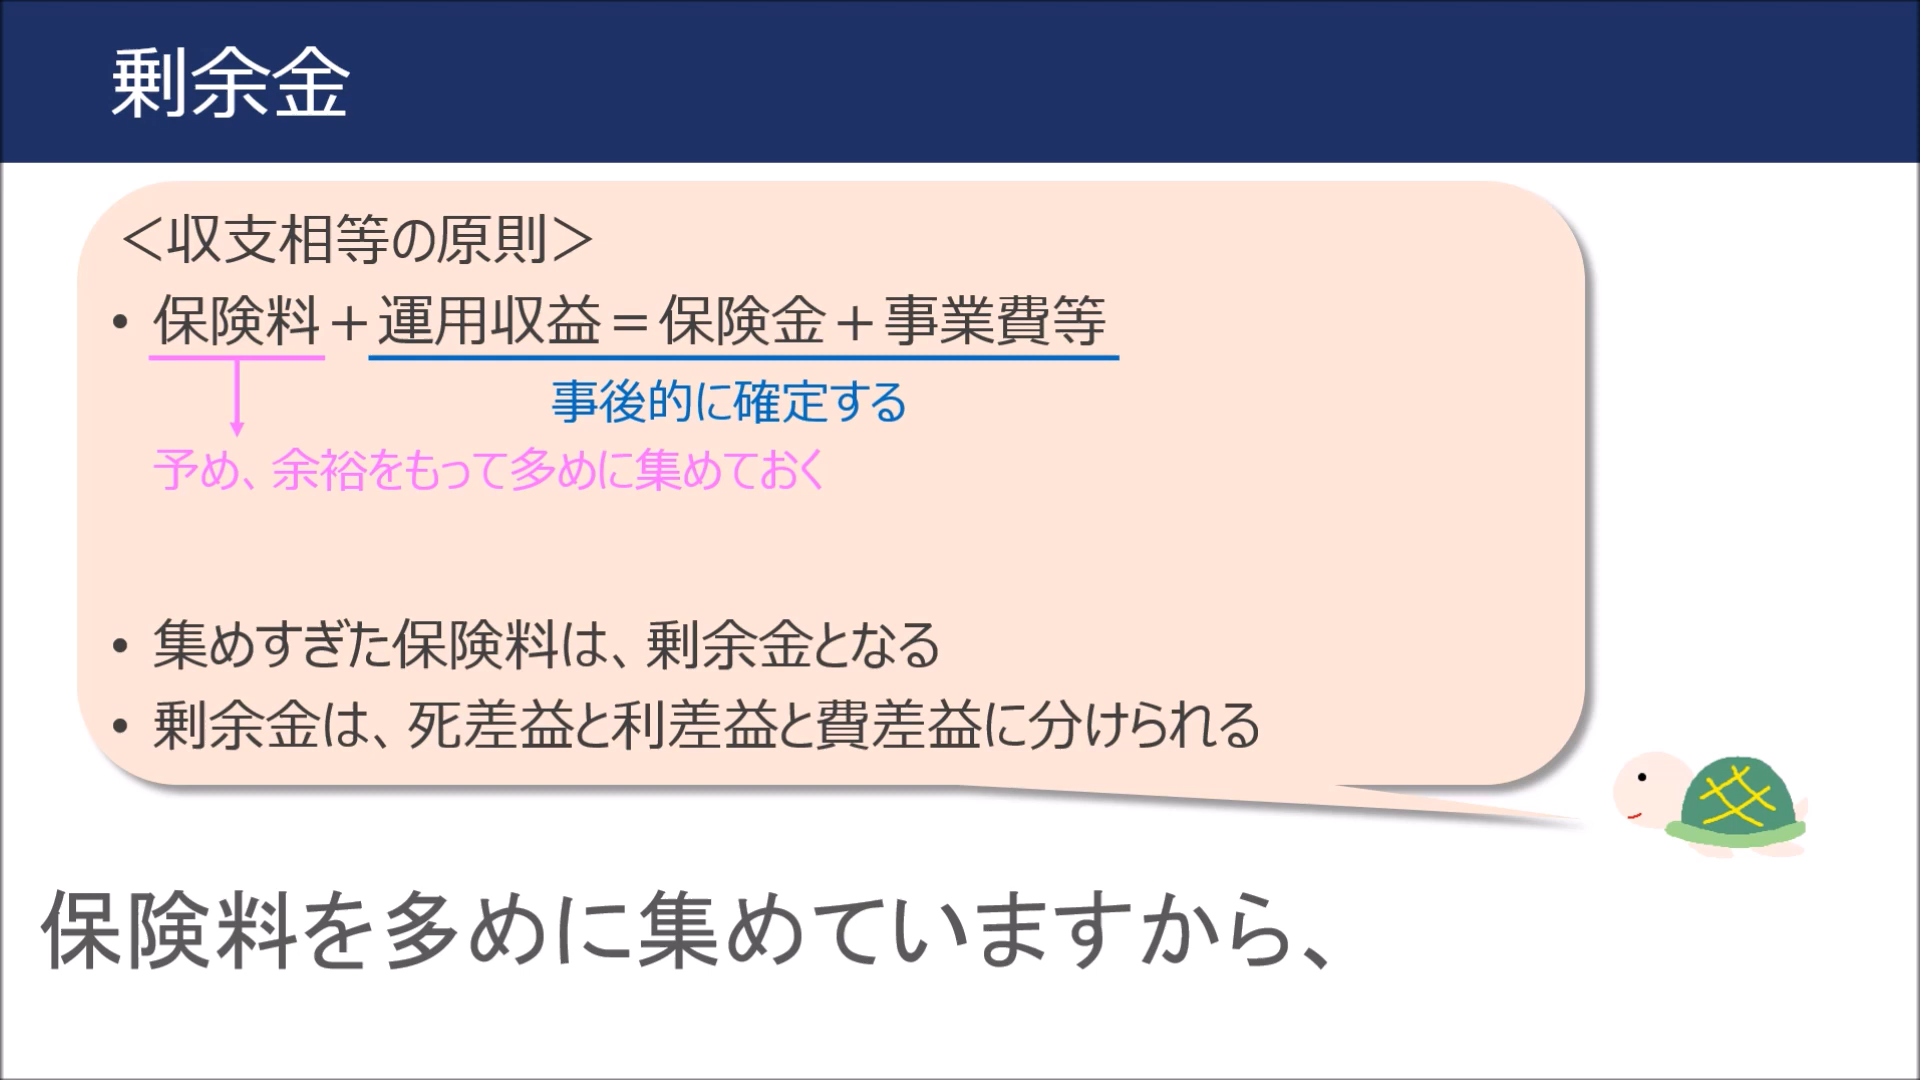 剰余金
＜収支相等の原則＞
• 保険料＋運用収益＝保険金＋事業費等
事後的に確定する
予め、余裕をもって多めに集めておく
• 集めすぎた保険料は、剰余金となる
• 剰余金は、死差益と利差益と費差益に分けられる
保険料を多めに集めていますから、